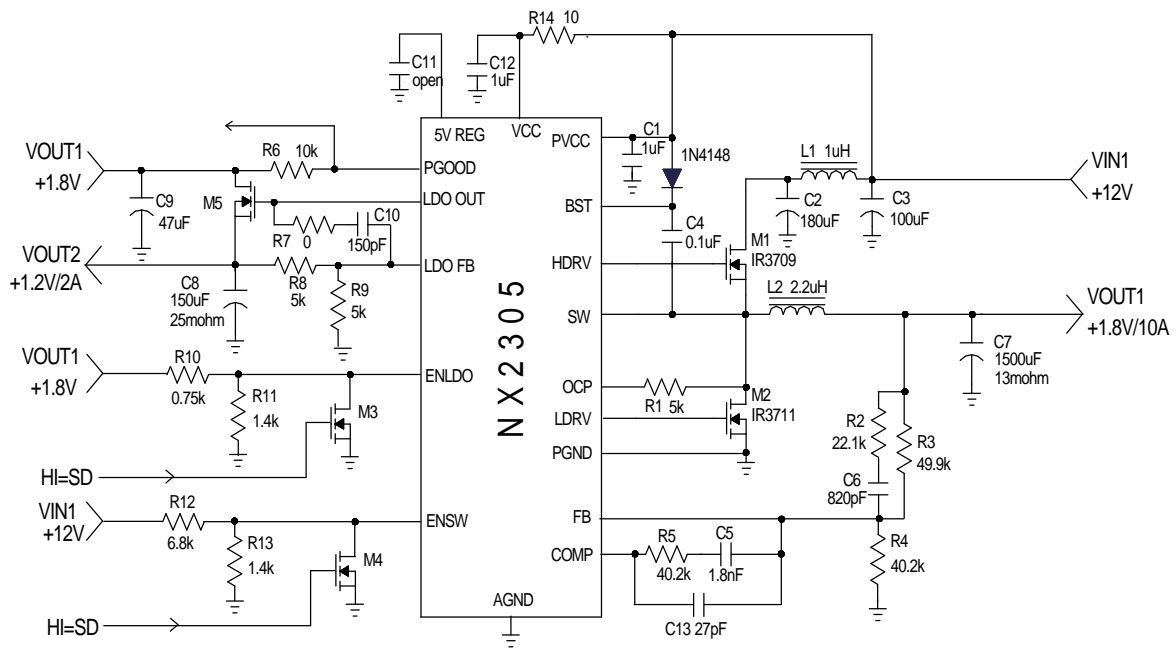 R14 10
C11
open
C12
1uF
5V REG
VCC
VOUT1
+1.8V
R6 10k
PGOOD
C9
47uF
M5
LDO OUT
R7
0
C10
150pF
VOUT2
+1.2V/2A
C8
150uF
25mohm
R8
5k
R9
5k
LDO FB
VOUT1
+1.8V
R10
0.75k
R11
1.4k
M3
ENLDO
HI=SD
VIN1
+12V
R12
6.8k
R13
1.4k
M4
ENSW
HI=SD
AGND
NX2305
PVCC
C1
1uF
1N4148
BST
C4
0.1uF
L1 1uH
VIN1
+12V
C2
180uF
C3
100uF
HDRV
M1
IR3709
L2 2.2uH
SW
VOUT1
+1.8V/10A
C7
1500uF
13mohm
OCP
R1 5k
M2
IR3711
LDRV
PGND
R2
22.1k
R3
49.9k
C6
820pF
FB
COMP
R5
40.2k
C5
1.8nF
R4
40.2k
C13 27pF